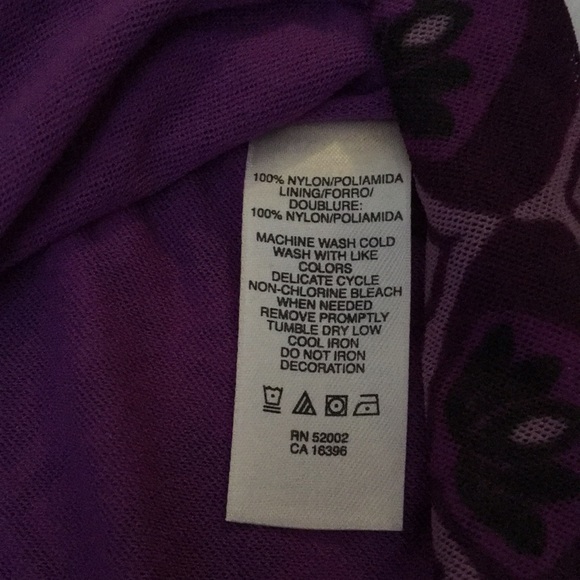 100% NYLON/POLIAMIDA
LINING/FORRO/
DOUBLURE:
100% NYLON/POLIAMIDA
MACHINE WASH COLD
WASH WITH LIKE
COLORS
DELICATE CYCLE
NON-CHLORINE BLEACH
WHEN NEEDED
REMOVE PROMPTLY
TUMBLE DRY LOW
COOL IRON
DO NOT IRON
DECORATION
RN 52002
CA 16396